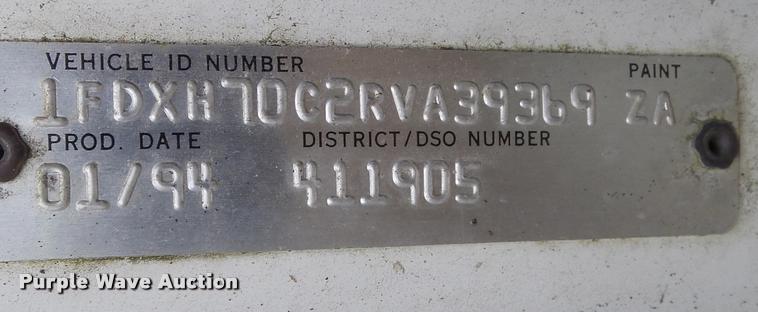 VEHICLE ID NUMBER PAINT
1FDXH70C2RVA39369 ZA
PROD. DATE DISTRICT/DSO NUMBER
01/94 411905
Purple Wave Auction